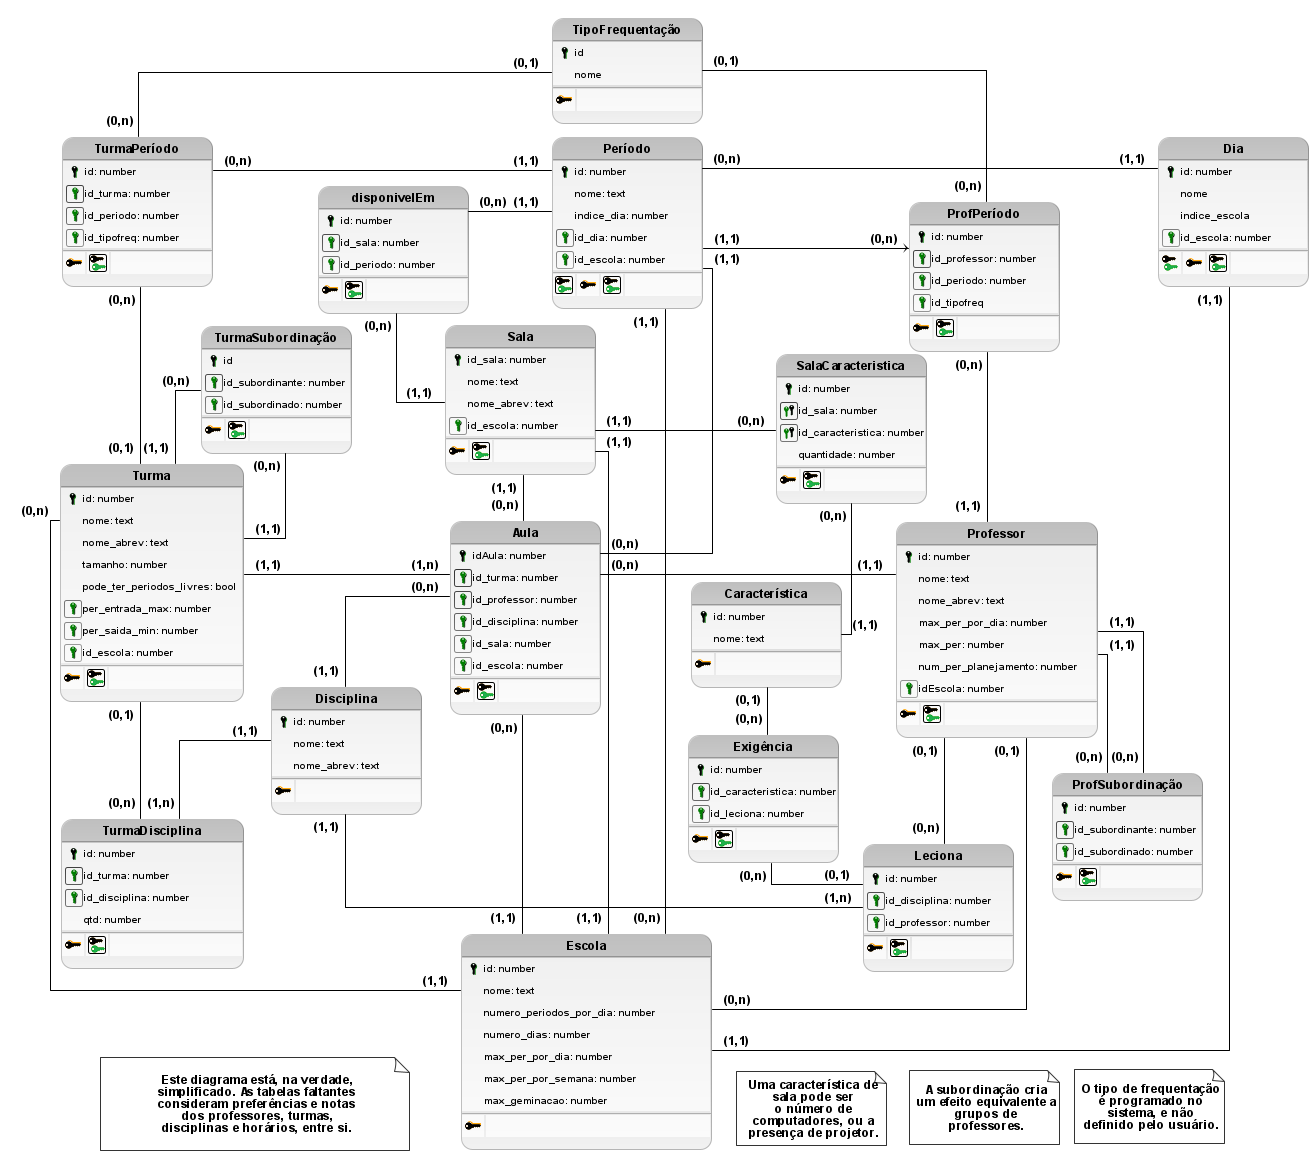 TipoFrequentação
id
nome
(0,1)
(0,1)
(0,n)
(0,n)
TurmaPeríodo
id: number
id_turma: number
id_periodo: number
id_tipofreq: number
(0,n)
(1,1)
(0,n)
Período
id: number
nome: text
indice_dia: number
id_dia: number
id_escola: number
(0,n)
(1,1)
(1,1)
(0,n)
(1,1)
(1,1)
Dia
id: number
nome
indice_escola
id_escola: number
(1,1)
disponivelEm
id: number
id_sala: number
id_periodo: number
(0,n)
(1,1)
(0,n)
(1,1)
ProfPeríodo
id: number
id_professor: number
id_periodo: number
id_tipofreq
(0,n)
TurmaSubordinação
id
id_subordinante: number
id_subordinado: number
(0,n)
(0,n)
(0,1)
(1,1)
(1,1)
Sala
id_sala: number
nome: text
nome_abrev: text
id_escola: number
(1,1)
(1,1)
(0,n)
(1,1)
(0,n)
SalaCaracteristica
id: number
id_sala: number
id_caracteristica: number
quantidade: number
(0,n)
(1,1)
Turma
id: number
nome: text
nome_abrev: text
tamanho: number
pode_ter_periodos_livres: bool
per_entrada_max: number
per_saida_min: number
id_escola: number
(0,n)
(1,1)
(1,n)
(0,n)
(0,1)
Aula
idAula: number
id_turma: number
id_professor: number
id_disciplina: number
id_sala: number
id_escola: number
(0,n)
(0,n)
(1,1)
(0,n)
Professor
id: number
nome: text
nome_abrev: text
max_per_por_dia: number
max_per: number
num_per_planejamento: number
idEscola: number
(1,1)
(1,1)
(1,1)
(0,1)
(0,1)
(0,n)
(0,n)
Característica
id: number
nome: text
(1,1)
(0,1)
(0,n)
Disciplina
id: number
nome: text
nome_abrev: text
(1,1)
(1,1)
(1,1)
Exigência
id: number
id_caracteristica: number
id_leciona: number
(0,n)
(0,1)
ProfSubordinação
id: number
id_subordinante: number
id_subordinado: number
TurmaDisciplina
id: number
id_turma: number
id_disciplina: number
qtd: number
(0,n)
(1,n)
Leciona
id: number
id_disciplina: number
id_professor: number
(0,n)
(1,n)
Escola
id: number
nome: text
numero_periodos_por_dia: number
numero_dias: number
max_per_por_dia: number
max_per_por_semana: number
max_geminacao: number
(1,1)
(1,1)
(0,n)
(1,1)
(0,n)
(1,1)
Este diagrama está, na verdade,
simplificado. As tabelas faltantes
consideram preferências e notas
dos professores, turmas,
disciplinas e horários, entre si.
Uma característica de
sala pode ser
o número de
computadores, ou a
presença de projetor.
A subordinação cria
um efeito equivalente a
grupos de
professores.
O tipo de frequentação
é programado no
sistema, e não
definido pelo usuário.